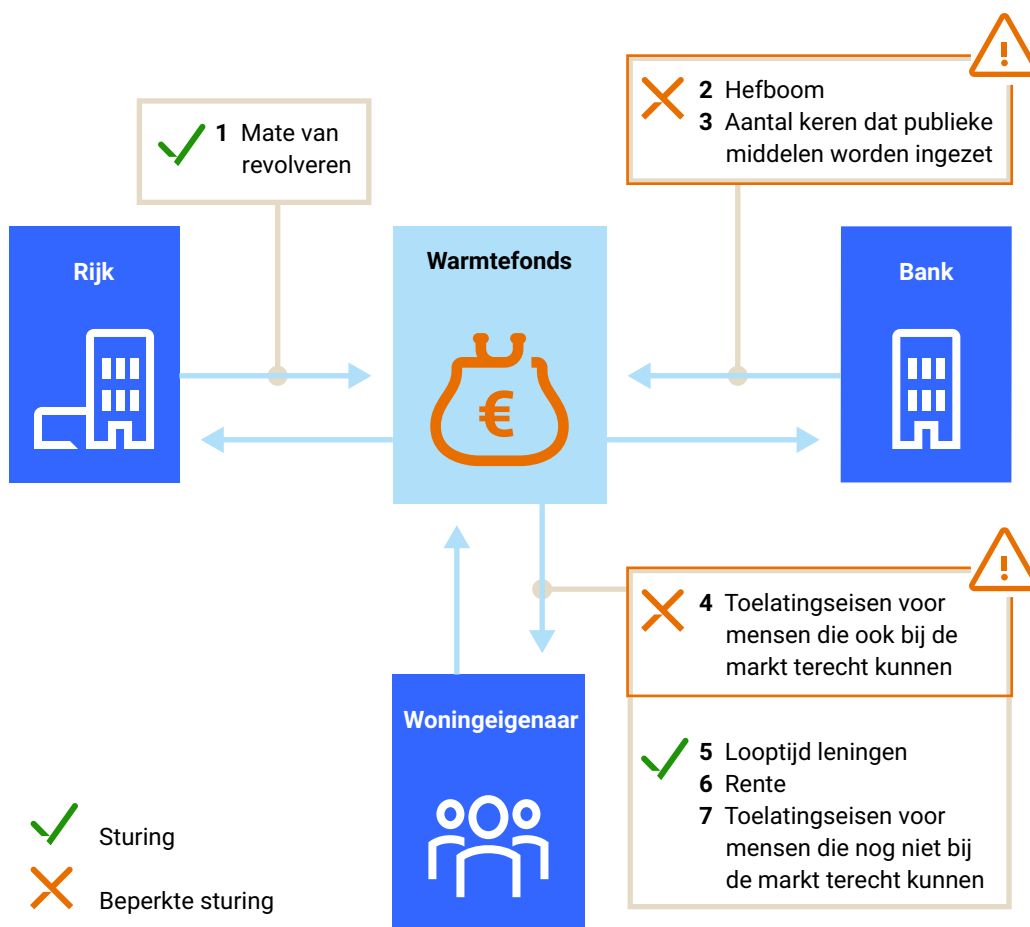 1 Mate van
revolveren
2 Hefboom
3 Aantal keren dat publieke
middelen worden ingezet
Rijk
Warmtefonds
€
Bank
4 Toelatingseisen voor
mensen die ook bij de
markt terecht kunnen
Woningeigenaar
5 Looptijd leningen
6 Rente
7 Toelatingseisen voor
mensen die nog niet bij
de markt terecht kunnen
Sturing
Beperkte sturing